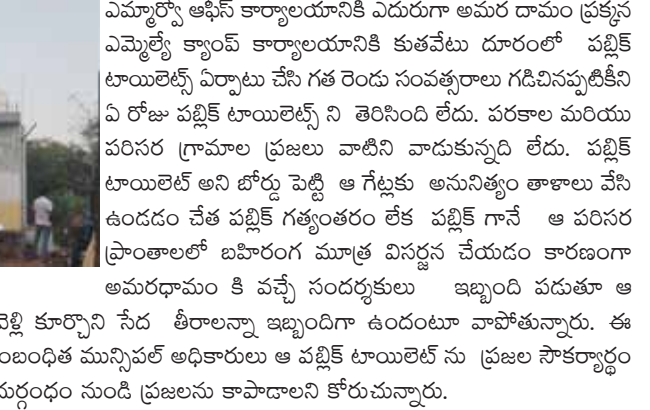 ఎమ్మార్వో ఆఫీస్ కార్యాలయానికి ఎదురుగా అమర దామం ప్రక్కన
ఎమ్మెల్యే క్యాంప్ కార్యాలయానికి కుతవేటు దూరంలో పబ్లిక్
టాయిలెట్స్ ఏర్పాటు చేసి గత రెండు సంవత్సరాలు గడిచినప్పటికీని
ఏ రోజు పబ్లిక్ టాయిలెట్స్ ని తెరిసింది లేదు. పరకాల మరియు
పరిసర గ్రామాల ప్రజలు వాటిని వాడుకున్నది లేదు. పబ్లిక్
టాయిలెట్ అని బోర్డు పెట్టి ఆ గేట్లకు అనునిత్యం తాళాలు వేసి
ఉండడం చేత పబ్లిక్ గత్యంతరం లేక పబ్లిక్ గానే ఆ పరిసర
ప్రాంతాలలో బహిరంగ మూత్ర విసర్జన చేయడం కారణంగా
అమరధామం కి వచ్చే సందర్శకులు ఇబ్బంది పడుతూ ఆ
కూర్చొని సేద తీరాలన్నా ఇబ్బందిగా ఉందంటూ వాపోతున్నారు. ఈ
మున్సిపల్ అధికారులు ఆ పబ్లిక్ టాయిలెట్ ను ప్రజల సౌకర్యార్థం
నుండి ప్రజలను కాపాడాలని కోరుచున్నారు.